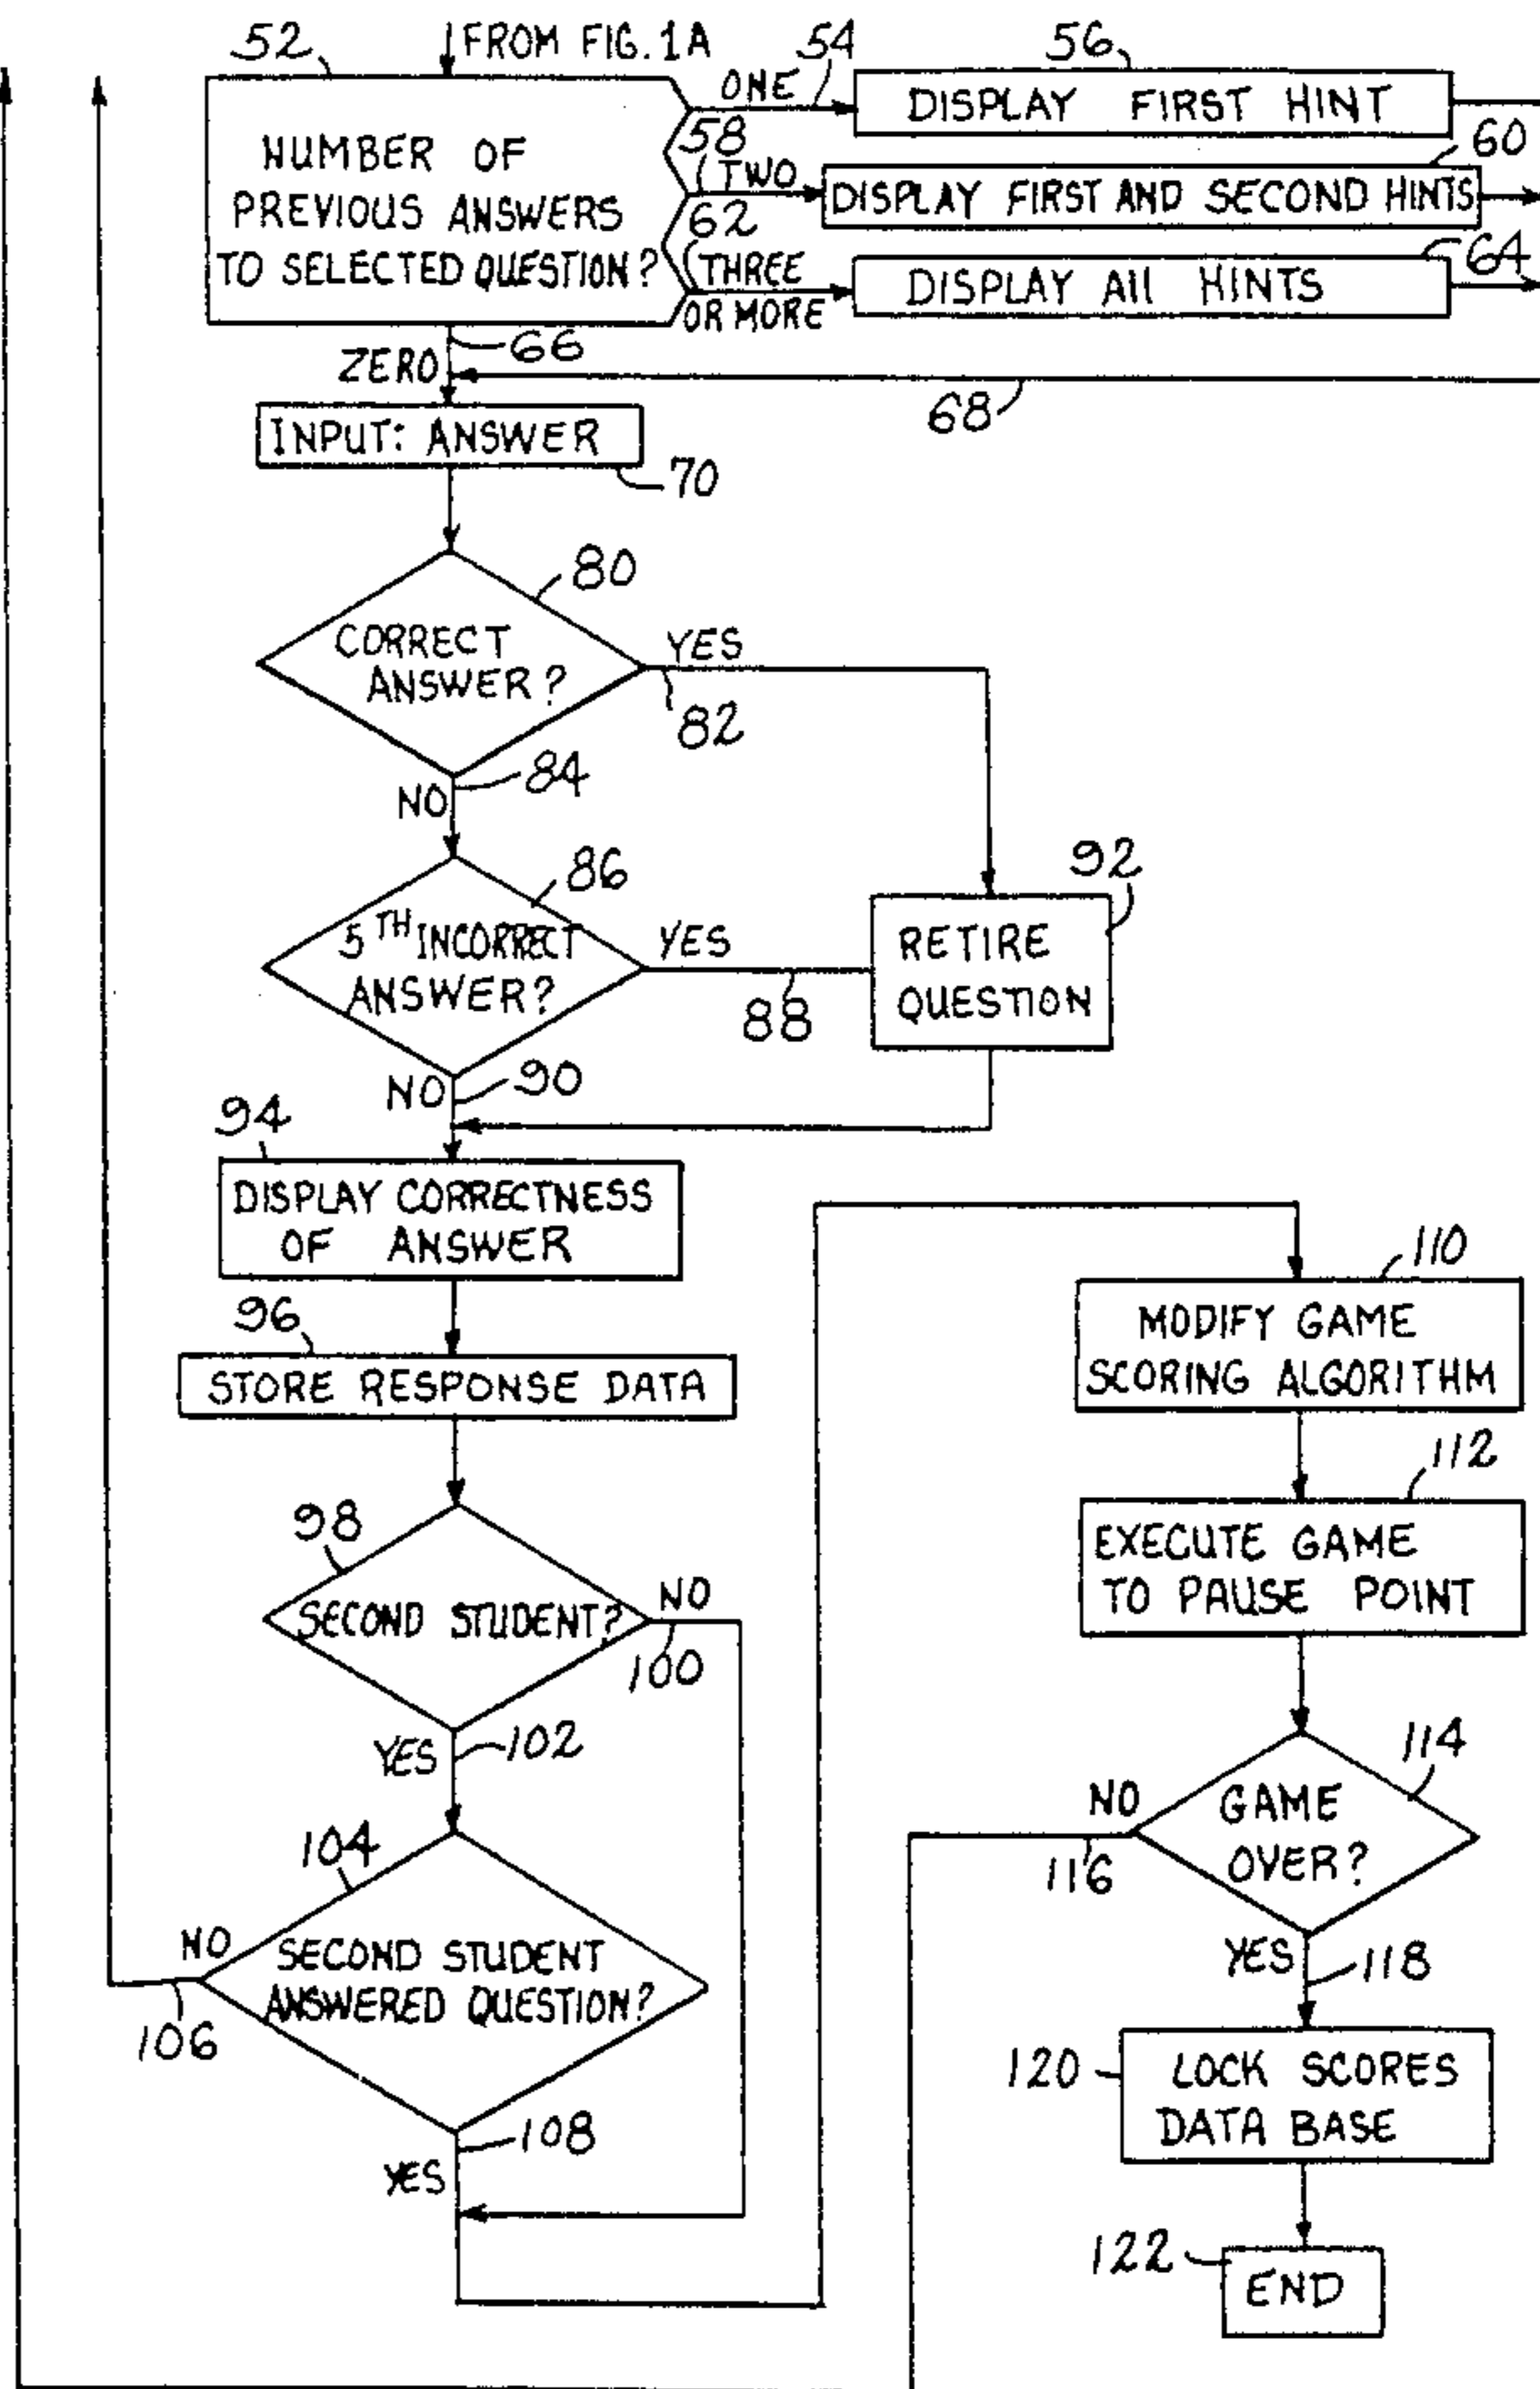 52
FROM FIG. 1A
54
56
NUMBER OF
PREVIOUS ANSWERS
TO SELECTED QUESTION?
ONE
DISPLAY FIRST HINT
58
TWO
60
DISPLAY FIRST AND SECOND HINTS
62
THREE
OR MORE
64
DISPLAY All HINTS
66
ZERO
68
INPUT: ANSWER
70
80
CORRECT
ANSWER?
YES
82
84
NO
86
92
5TH INCORRECT
ANSWER?
YES
88
RETIRE
QUESTION
NO
90
94
DISPLAY CORRECTNESS
OF ANSWER
96
STORE RESPONSE DATA
98
SECOND STUDENT?
NO
100
YES
102
104
NO
SECOND STUDENT
ANSWERED QUESTION?
106
108
YES
110
MODIFY GAME
SCORING ALGORITHM
112
EXECUTE GAME
TO PAUSE POINT
114
NO
GAME
OVER?
116
YES
118
120
LOCK SCORES
DATA BASE
122
END